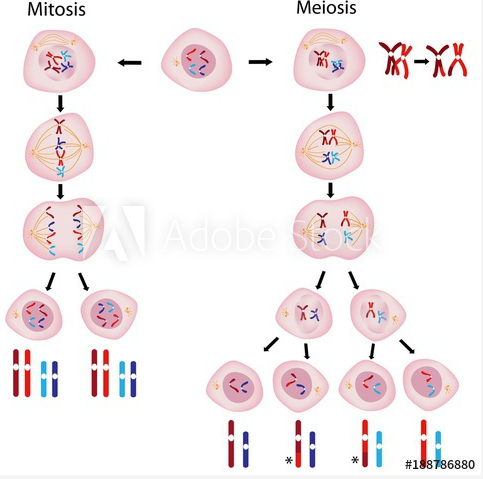 Mitosis
Meiosis
Adobe Stock
*
*
#188786880